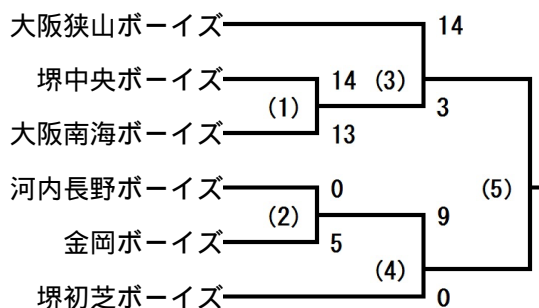 大阪狭山ボーイズ 14
堺中央ボーイズ 14 (3)
(1) 3
大阪南海ボーイズ 13
河内長野ボーイズ 0 (5)
(2) 9
金岡ボーイズ 5
(4)
堺初芝ボーイズ 0